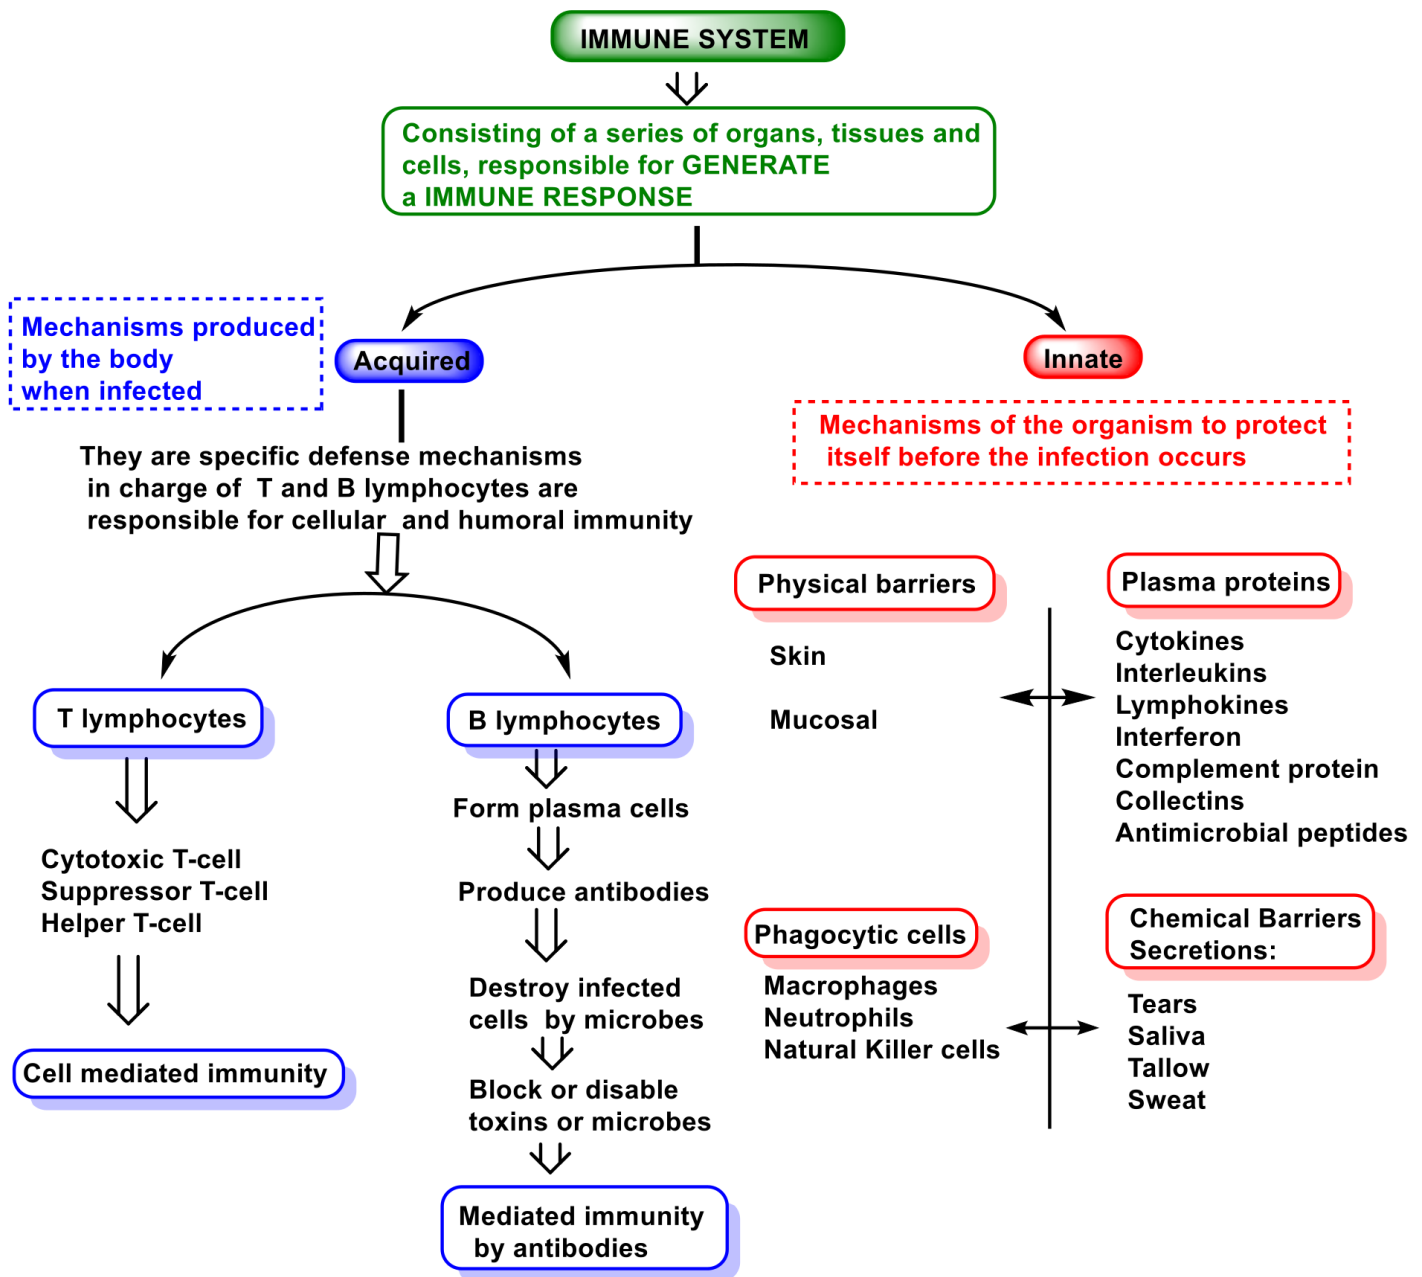 IMMUNE SYSTEM
Consisting of a series of organs, tissues and
cells, responsible for GENERATE
a IMMUNE RESPONSE
Mechanisms produced
by the body
when infected
Acquired
They are specific defense mechanisms
in charge of T and B lymphocytes are
responsible for cellular and humoral immunity
T lymphocytes
Cytotoxic T-cell
Suppressor T-cell
Helper T-cell
Cell mediated immunity
B lymphocytes
Form plasma cells
Produce antibodies
Destroy infected
cells by microbes
Block or disable
toxins or microbes
Mediated immunity
by antibodies
Innate
Mechanisms of the organism to protect
itself before the infection occurs
Physical barriers
Skin
Mucosal
Plasma proteins
Cytokines
Interleukins
Lymphokines
Interferon
Complement protein
Collectins
Antimicrobial peptides
Phagocytic cells
Macrophages
Neutrophils
Natural Killer cells
Chemical Barriers
Secretions:
Tears
Saliva
Tallow
Sweat